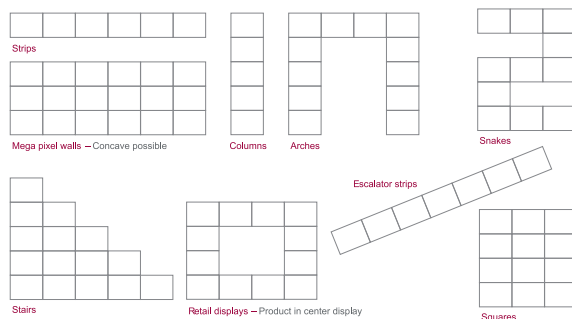 Strips
Mega pixel walls – Concave possible
Columns
Arches
Snakes
Escalator strips
Stairs
Retail displays – Product in center display
Squares